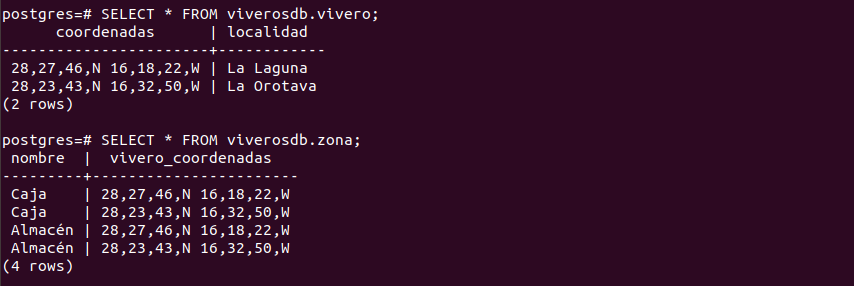 postgres=# SELECT * FROM viverosdb.vivero;
      coordenadas      | localidad
-----------------------+------------
 28,27,46,N 16,18,22,W | La Laguna
 28,23,43,N 16,32,50,W | La Orotava
(2 rows)

postgres=# SELECT * FROM viverosdb.zona;
 nombre  |  vivero_coordenadas
---------+-----------------------
 Caja    | 28,27,46,N 16,18,22,W
 Caja    | 28,23,43,N 16,32,50,W
 Almacén | 28,27,46,N 16,18,22,W
 Almacén | 28,23,43,N 16,32,50,W
(4 rows)